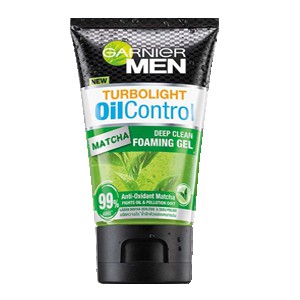 GARNIER
MEN
NEW
TURBOLIGHT
OilControl
MATCHA
DEEP CLEAN
FOAMING GEL
99%
Anti-Oxidant Matcha
FIGHTS OIL & POLLUTION DIRT